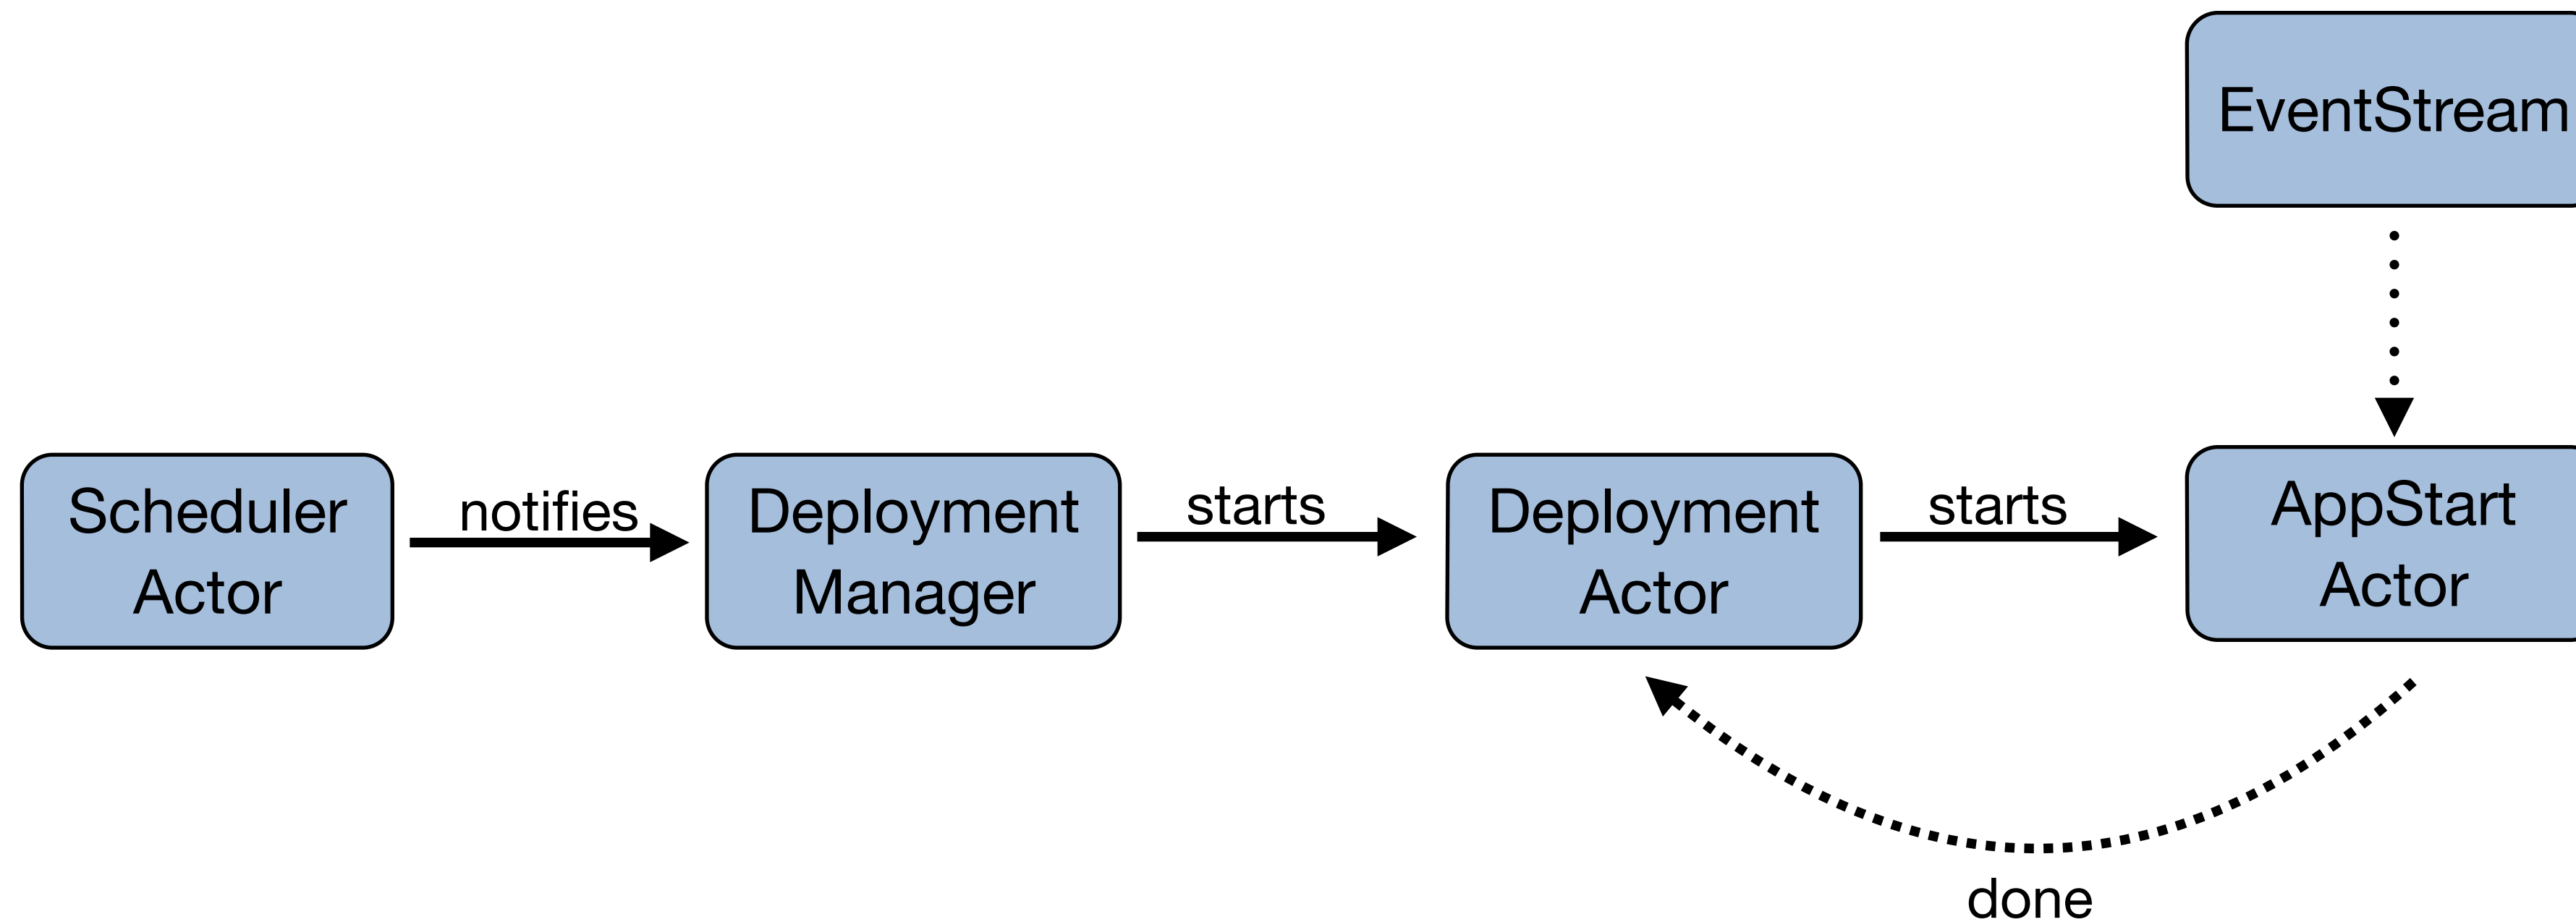 EventStream
Scheduler
Actor
notifies
Deployment
Manager
starts
Deployment
Actor
starts
AppStart
Actor
done